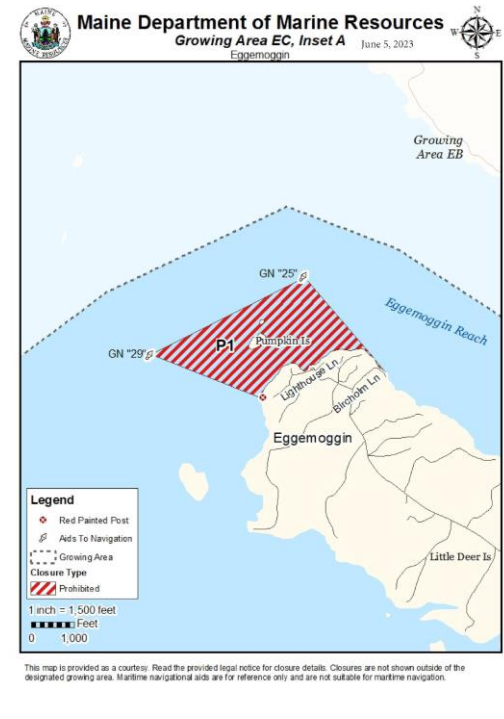 Maine Department of Marine Resources
Growing Area EC, Inset A
June 5, 2023
Eggemoggin
N
W
E
S
Growing
Area EB
GN "25"
Eggemoggin Reach
P1
Pumpkin Is
GN "29"
Lighthouse Ln
Bircholm Ln
Eggemoggin
Little Deer Is
Legend
Red Painted Post
Aids To Navigation
Growing Area
Closure Type
Prohibited
1 inch = 1,500 feet
Feet
0 1,000
This map is provided as a courtesy. Read the provided legal notice for closure details. Closures are not shown outside of the
designated growing area. Maritime navigational aids are for reference only and are not suitable for maritime navigation.